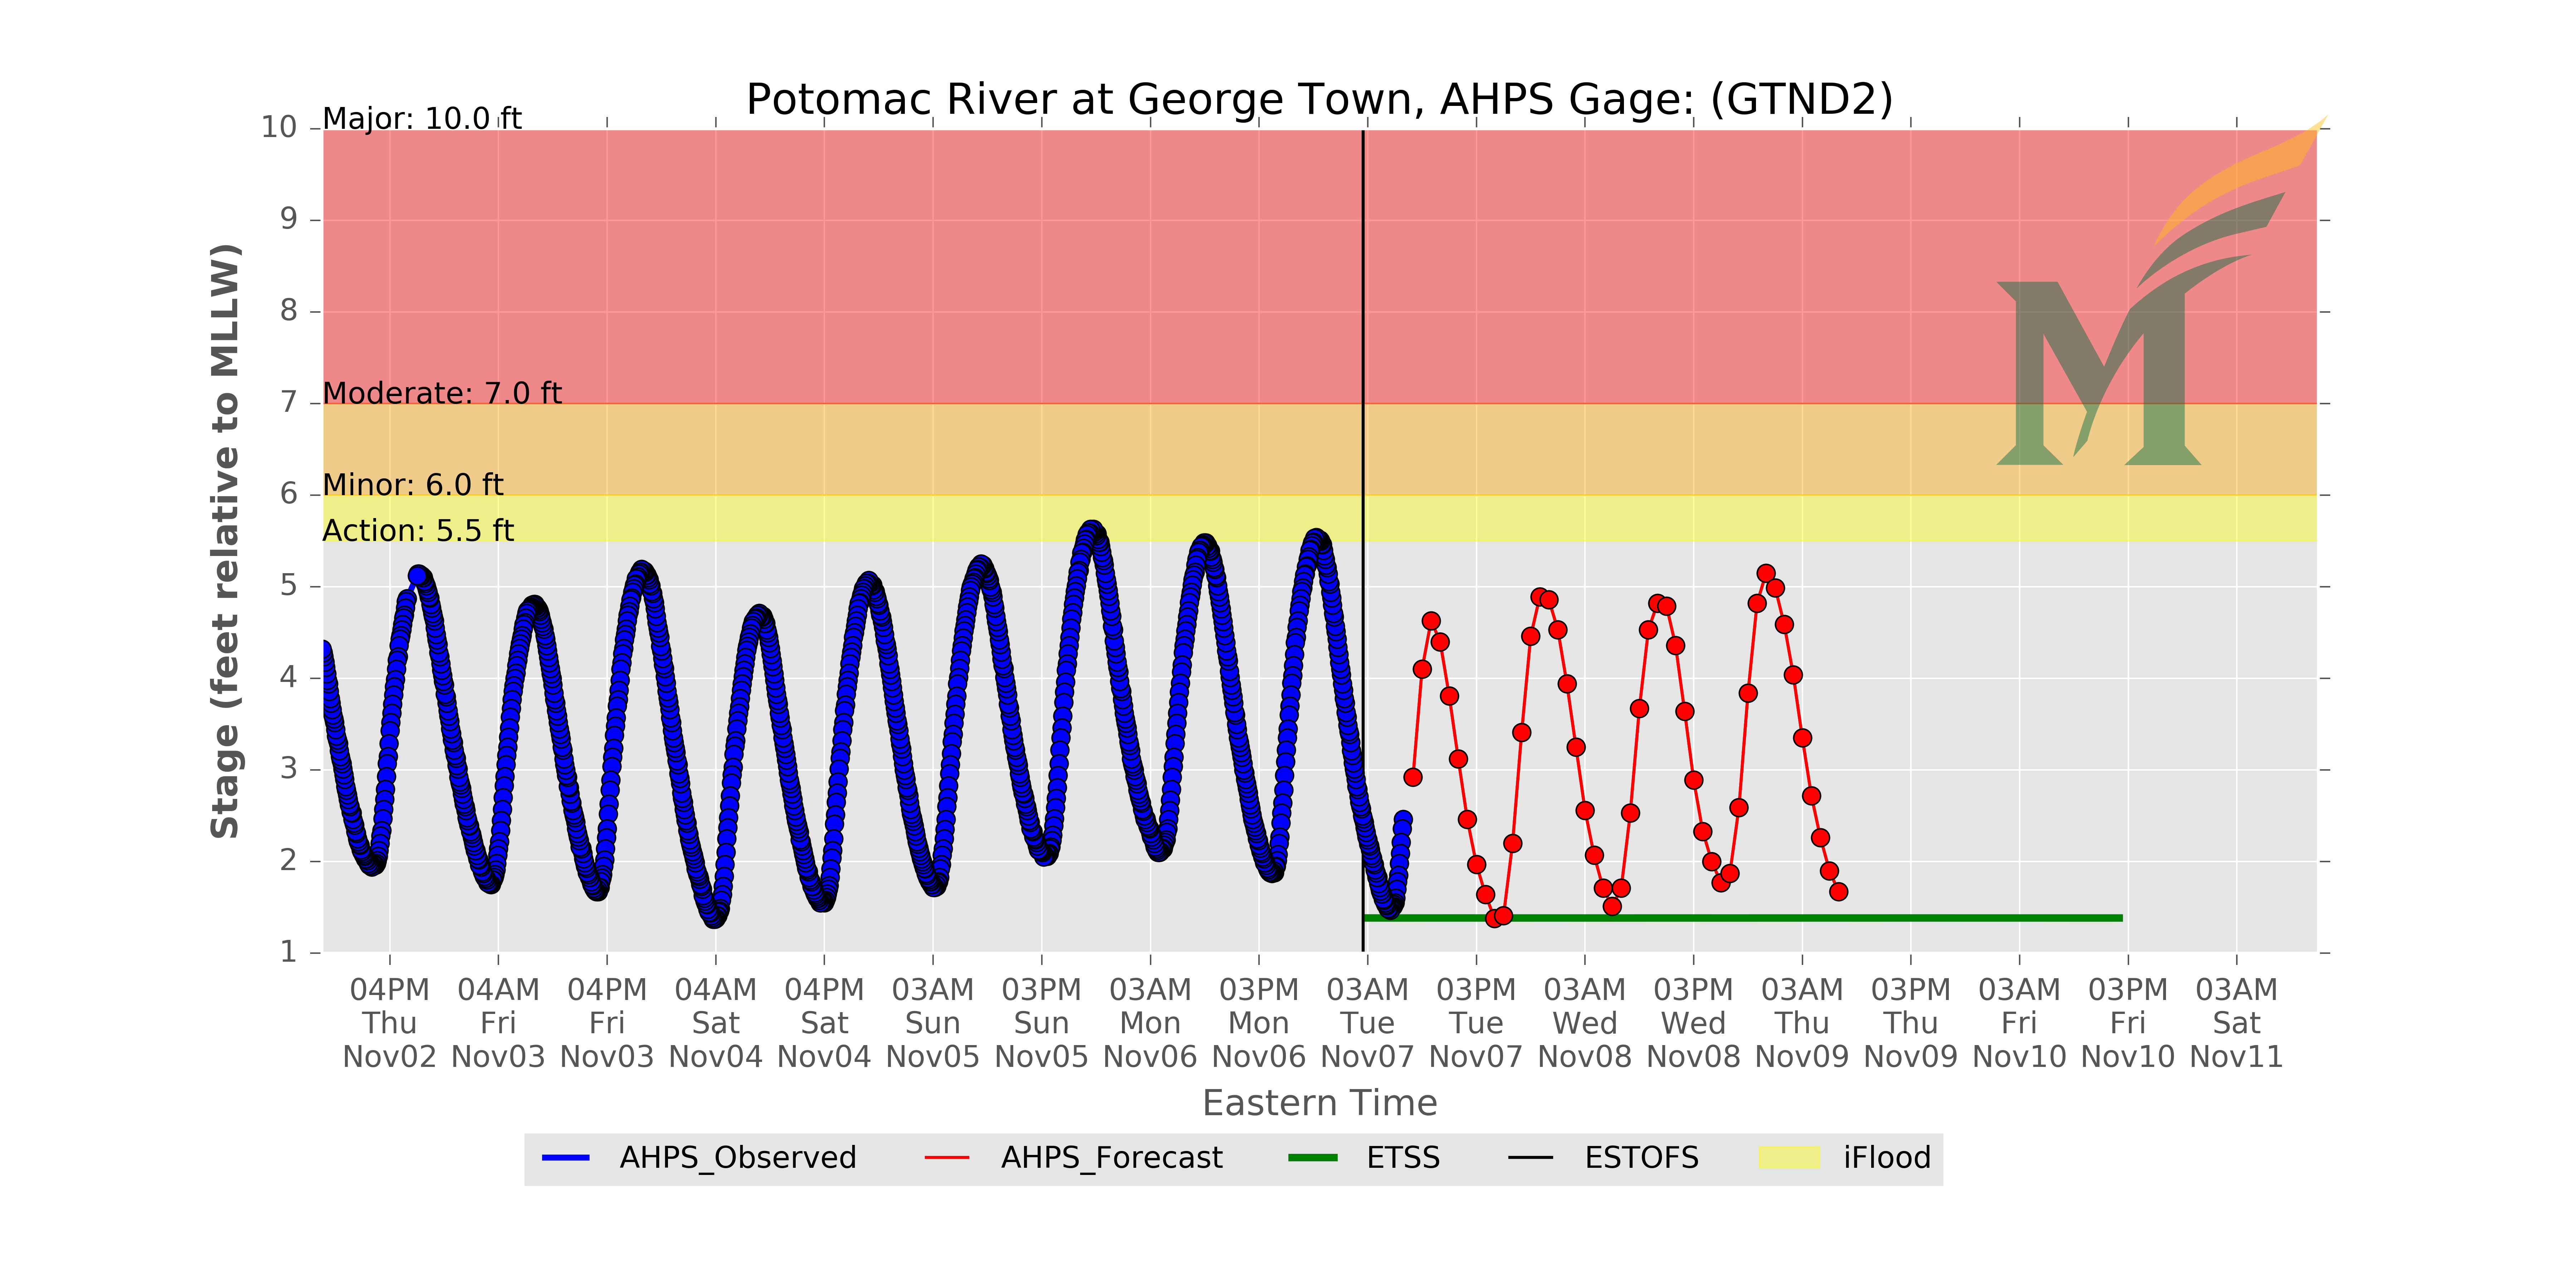 Potomac River at George Town, AHPS Gage: (GTND2)
Major: 10.0 ft
Moderate: 7.0 ft
Minor: 6.0 ft
Action: 5.5 ft
10
9
8
7
6
5
4
3
2
1
Stage (feet relative to MLLW)
04PM 04AM 04PM 04AM 04PM 03AM 03PM 03AM 03PM 03AM 03PM 03AM 03PM 03AM 03PM 03AM 03PM 03AM
Thu Fri Fri Sat Sat Sun Sun Mon Mon Tue Tue Wed Wed Thu Thu Fri Fri Sat
Nov02 Nov03 Nov03 Nov04 Nov04 Nov05 Nov05 Nov06 Nov06 Nov07 Nov07 Nov08 Nov08 Nov09 Nov09 Nov10 Nov10 Nov11
Eastern Time
AHPS_Observed AHPS_Forecast ETSS ESTOFS iFlood